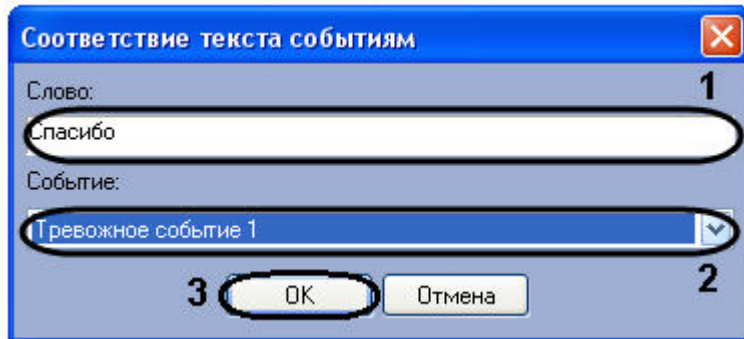 Соответствие текста событиям
Слово: 1
Спасибо
Событие:
Тревожное событие 1
2
3 OK Отмена